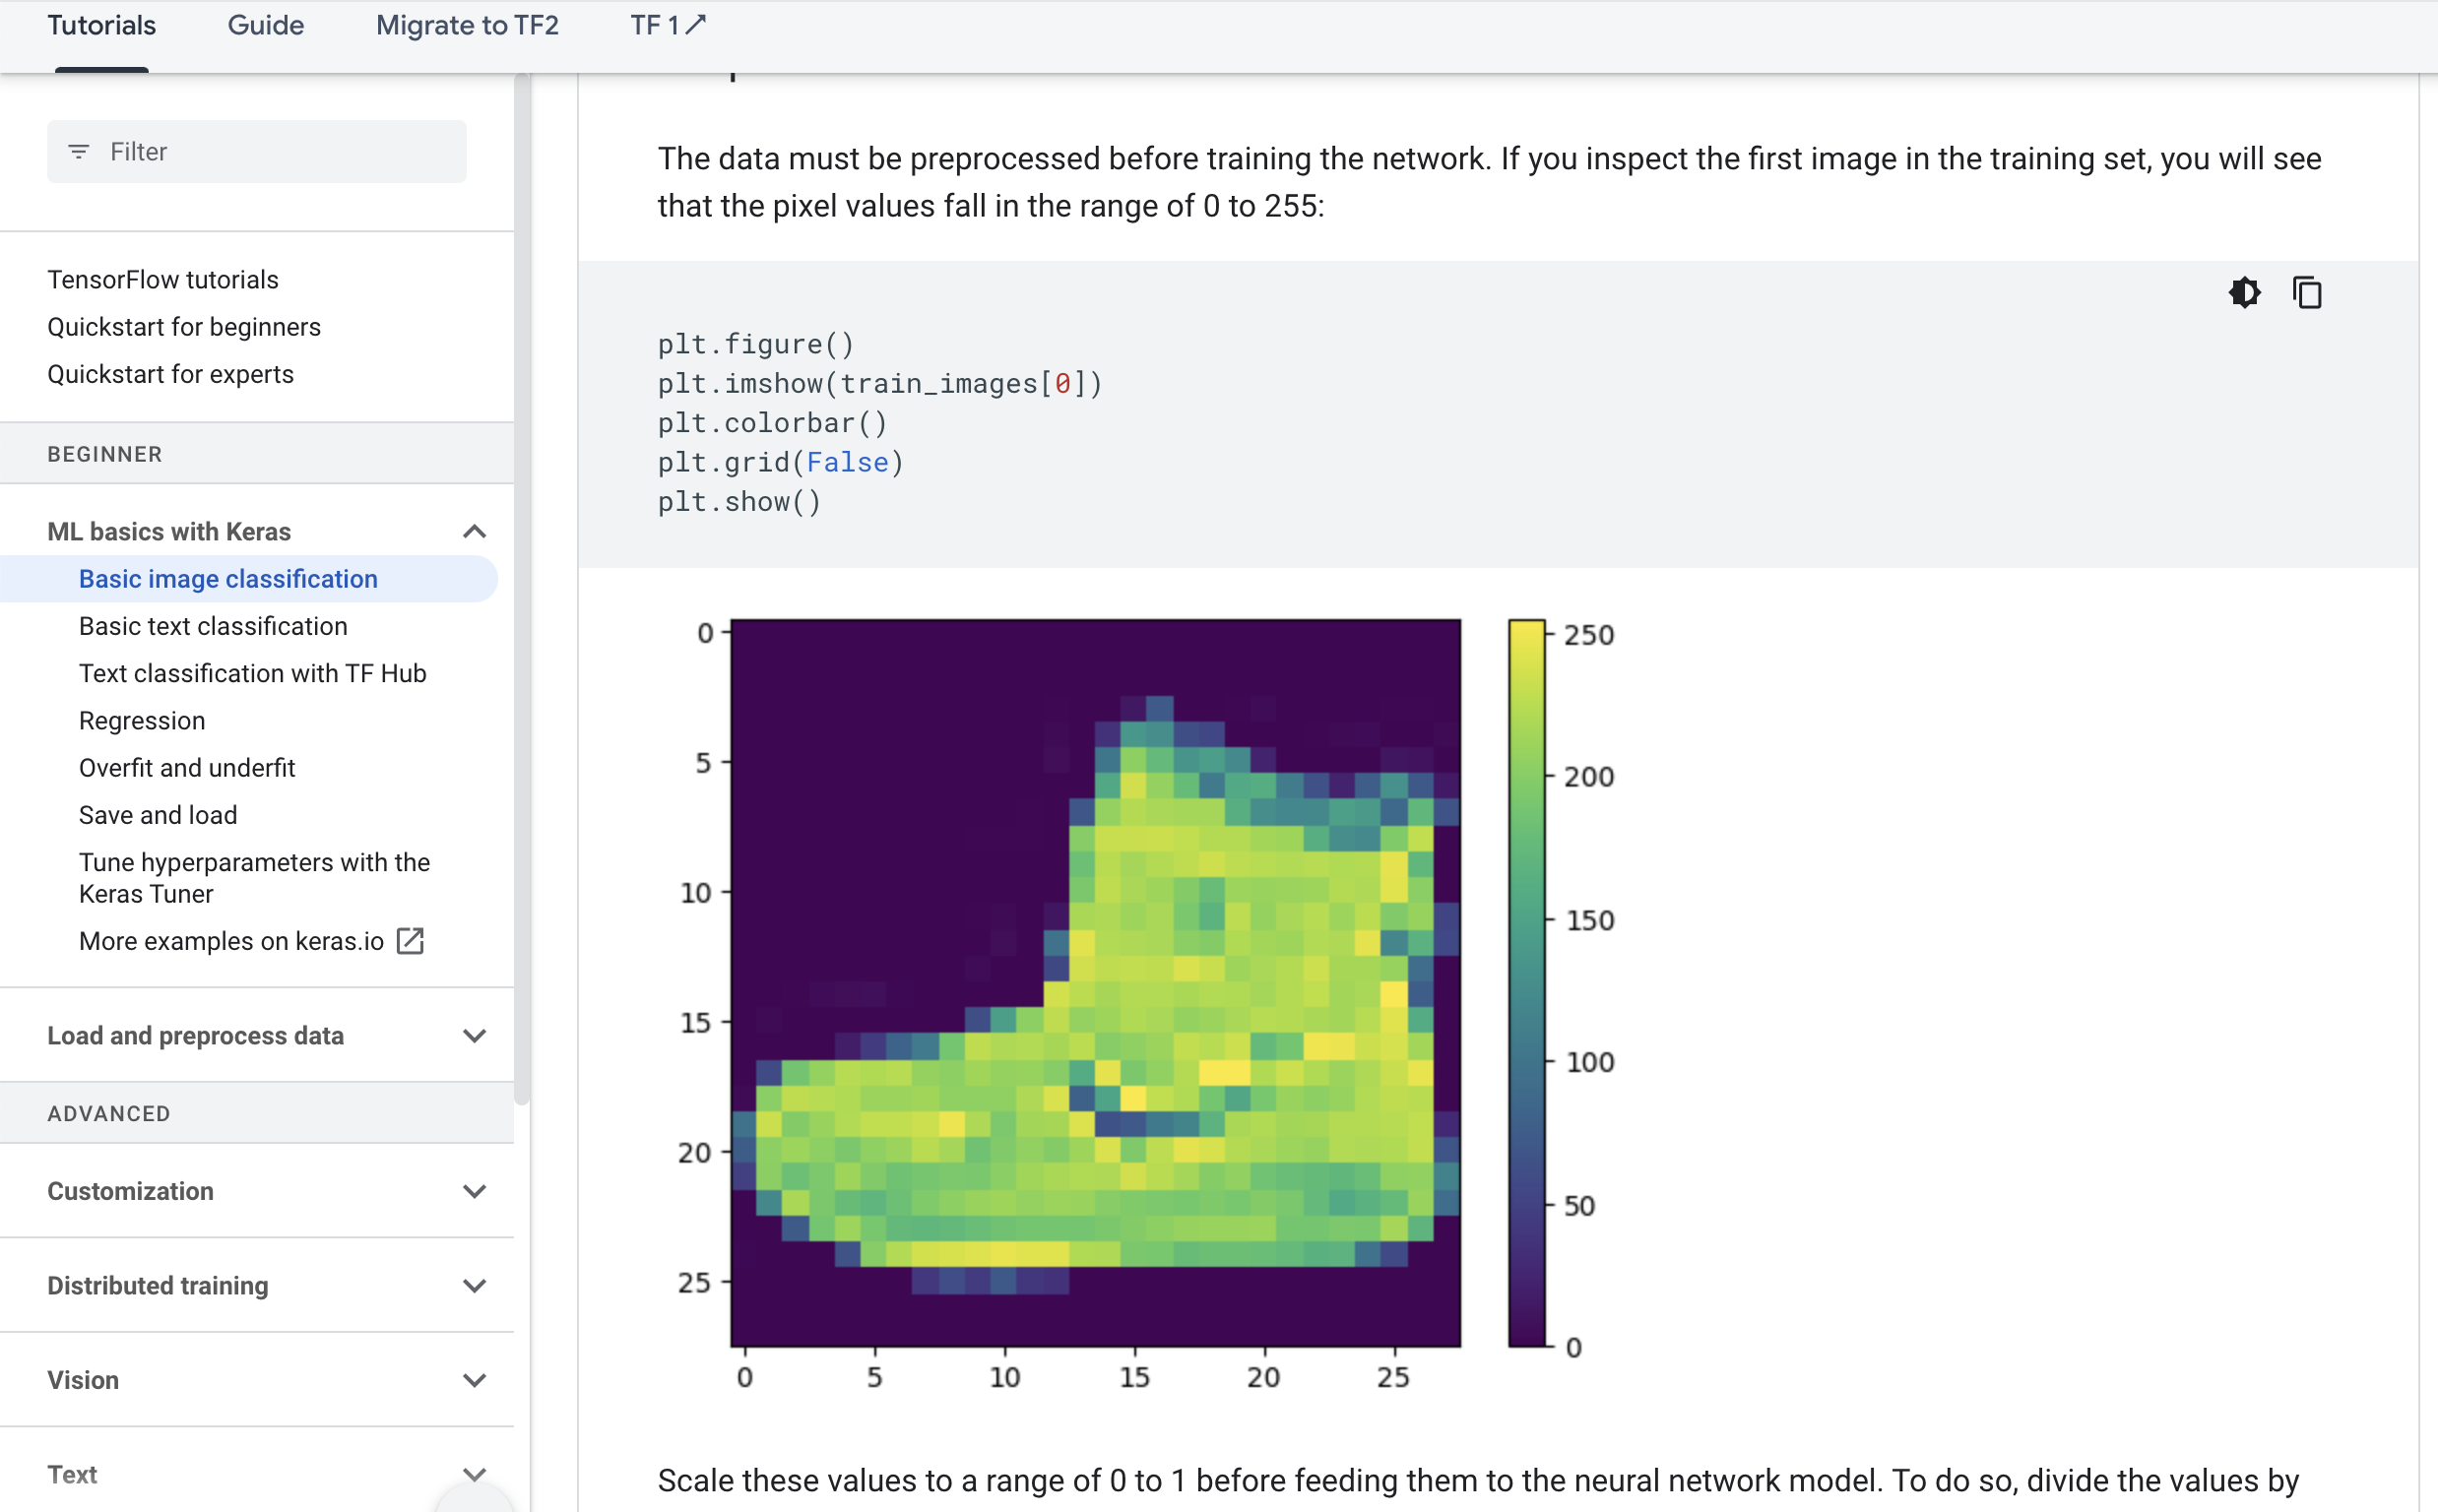 Tutorials
Guide
Migrate to TF2
TF 1
Filter
TensorFlow tutorials
Quickstart for beginners
Quickstart for experts
BEGINNER
ML basics with Keras
Basic image classification
Basic text classification
Text classification with TF Hub
Regression
Overfit and underfit
Save and load
Tune hyperparameters with the
Keras Tuner
More examples on keras.io
Load and preprocess data
ADVANCED
Customization
Distributed training
Vision
Text
The data must be preprocessed before training the network. If you inspect the first image in the training set, you will see
that the pixel values fall in the range of 0 to 255:
plt.figure()
plt.imshow(train_images[0])
plt.colorbar()
plt.grid(False)
plt.show()
0
5
10
15
20
25
0 5 10 15 20 25
250
200
150
100
50
0
Scale these values to a range of 0 to 1 before feeding them to the neural network model. To do so, divide the values by